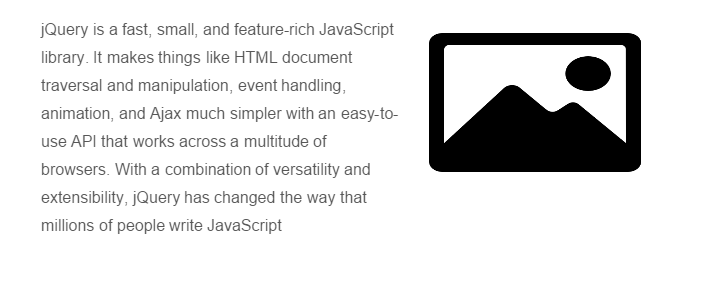 jQuery is a fast, small, and feature-rich JavaScript
library. It makes things like HTML document
traversal and manipulation, event handling,
animation, and Ajax much simpler with an easy-to-
use API that works across a multitude of
browsers. With a combination of versatility and
extensibility, jQuery has changed the way that
millions of people write JavaScript